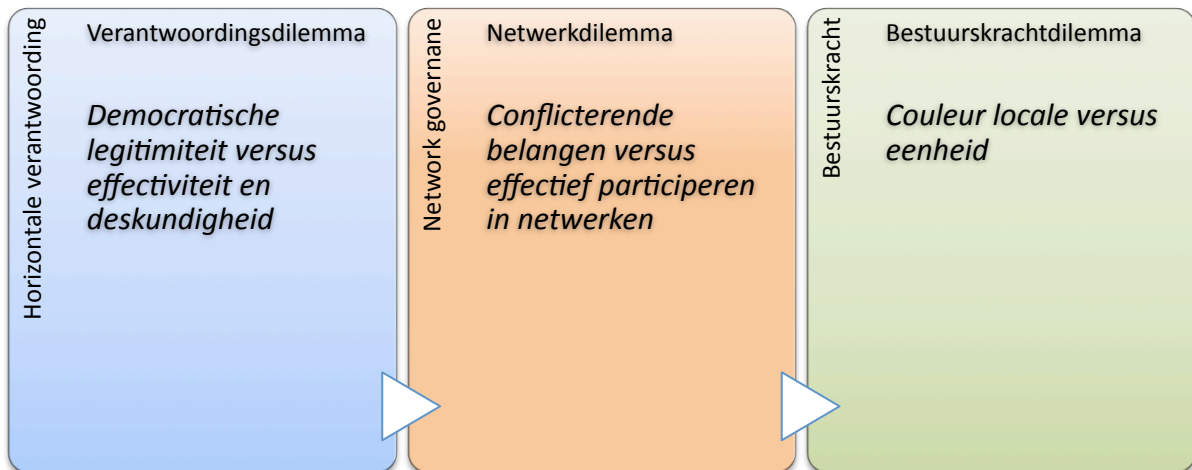 Horizontale verantwoording
Verantwoordingsdilemma
Democratische
legitimiteit versus
effectiviteit en
deskundigheid
Network governane
Netwerkdilemma
Conflicterende
belangen versus
effectief participeren
in netwerken
Bestuurskracht
Bestuurskrachtdilemma
Couleur locale versus
eenheid